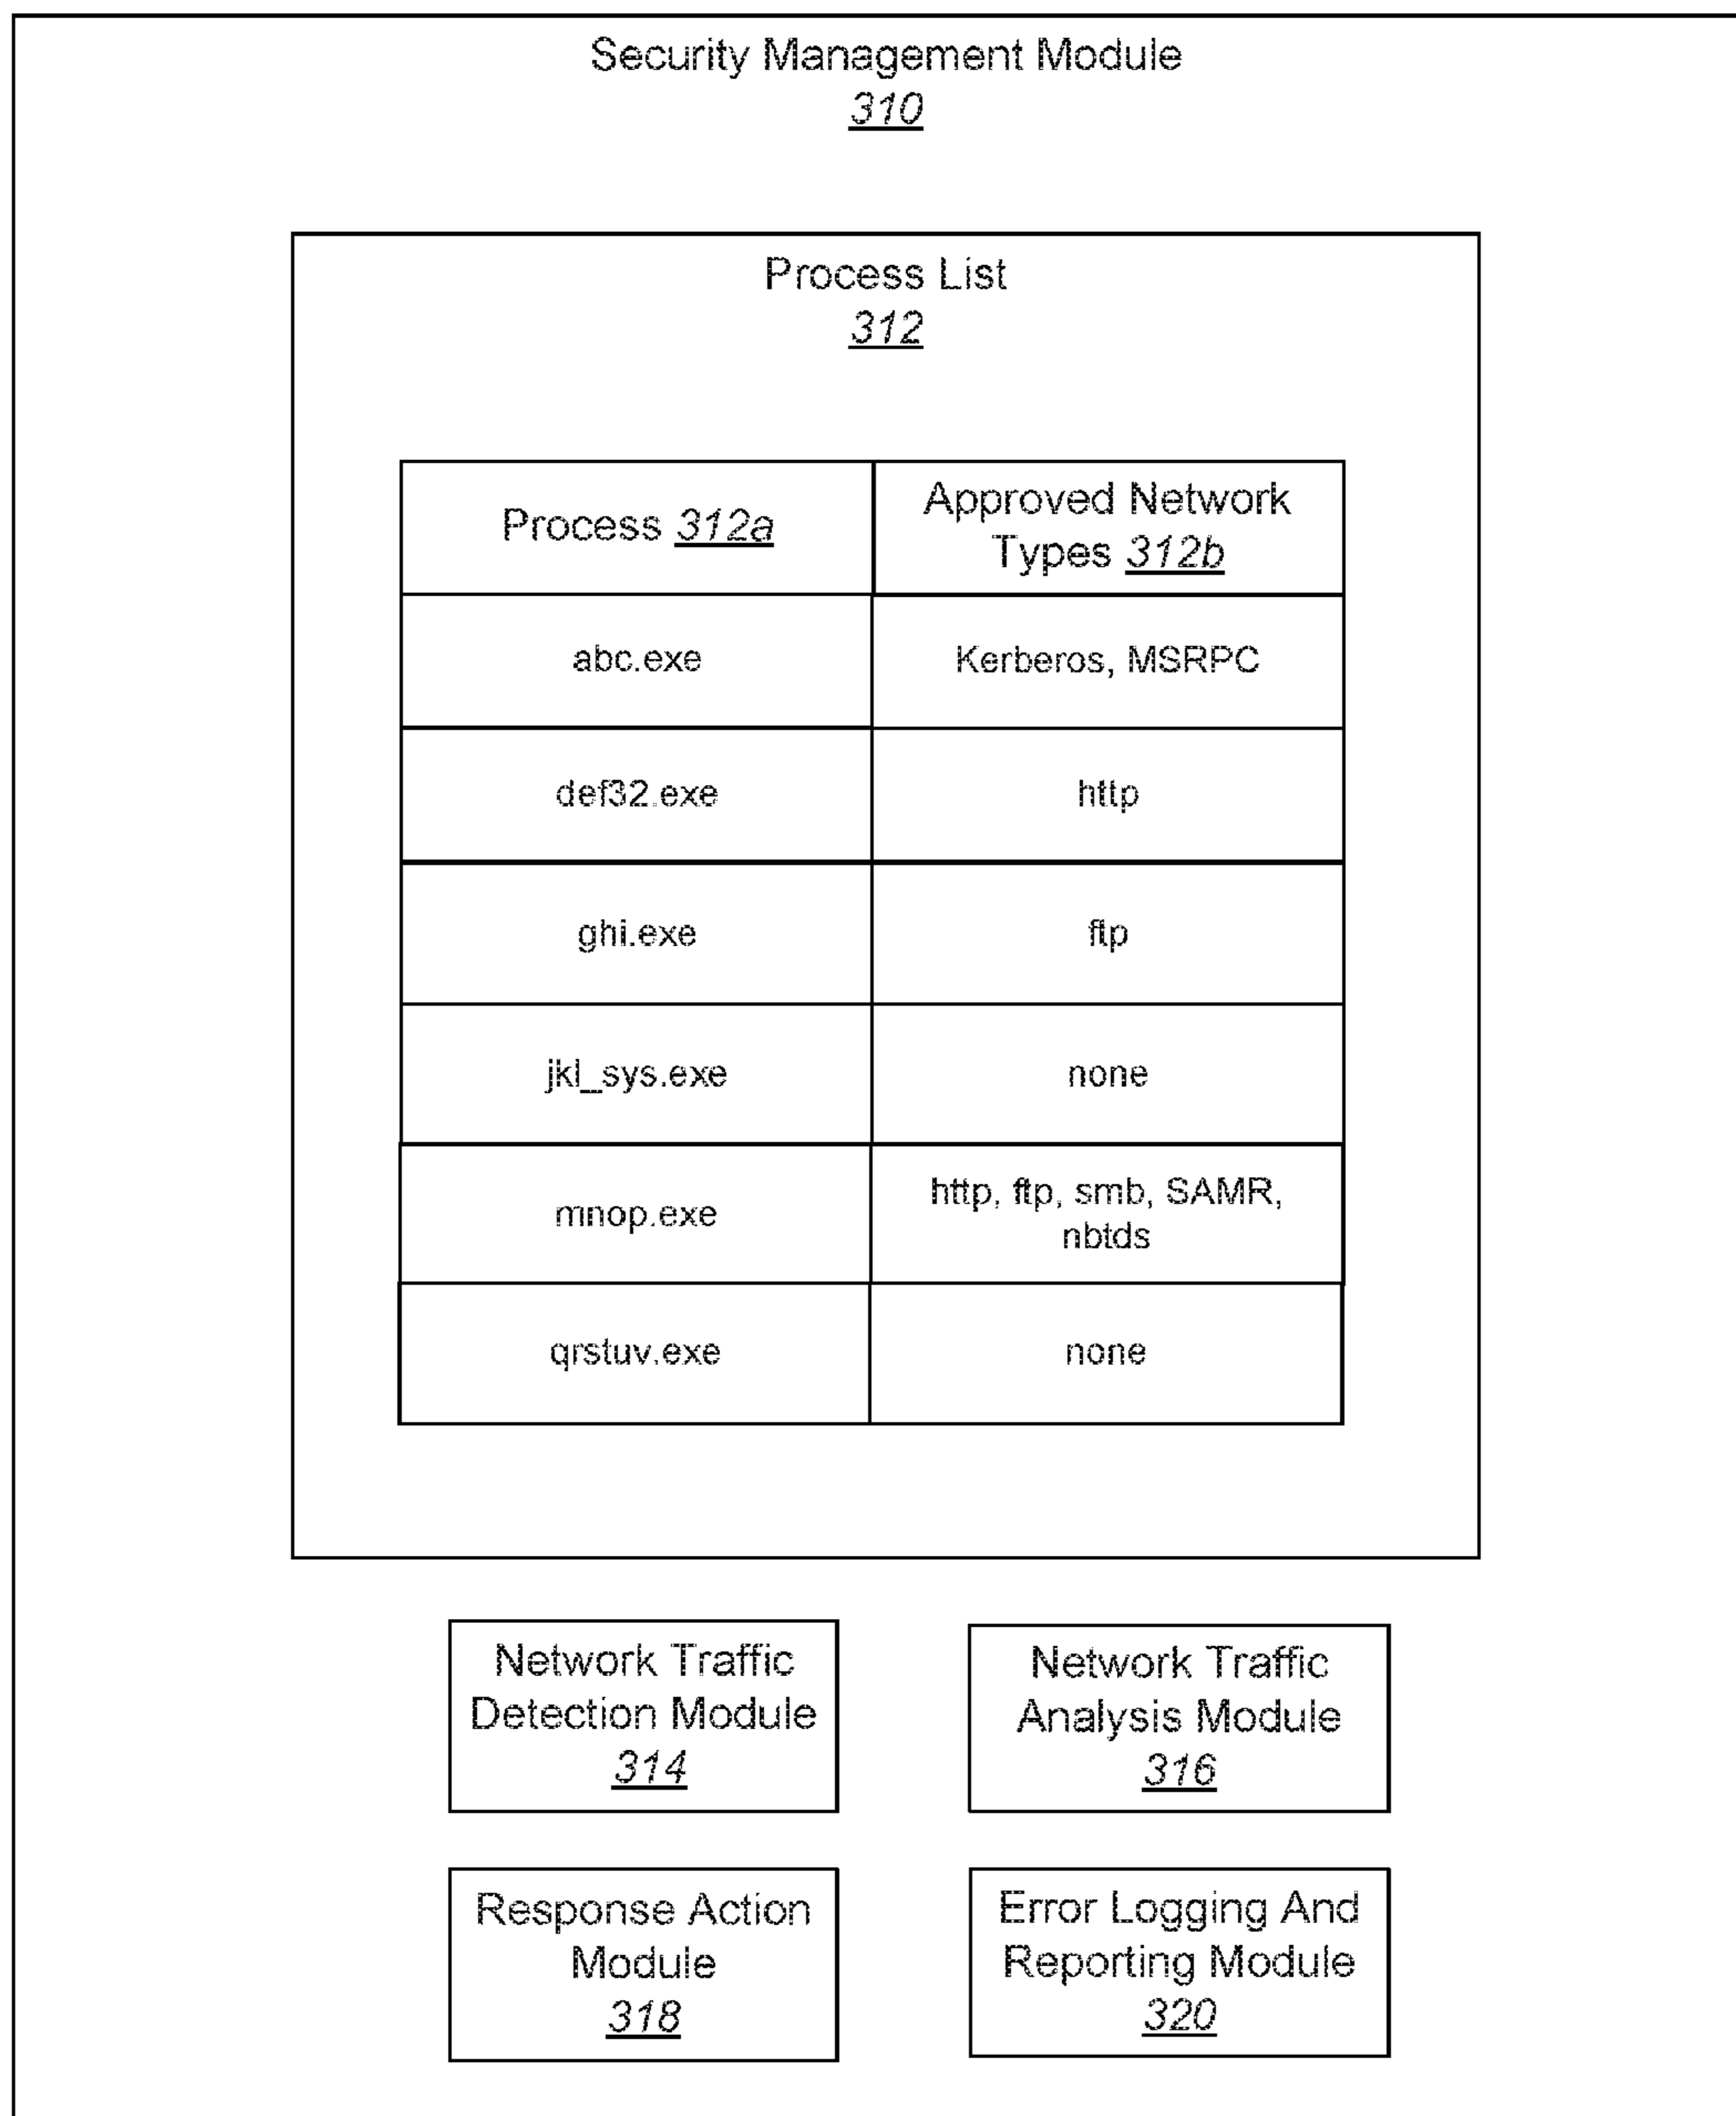 Security Management Module
310
Process List
312
Process 312a
Approved Network
Types 312b
abc.exe
Kerberos, MSRPC
def32.exe
http
ghi.exe
ftp
jkl_sys.exe
none
mnop.exe
http, ftp, smb, SAMR,
nbtds
qrstuv.exe
none
Network Traffic
Detection Module
314
Network Traffic
Analysis Module
316
Response Action
Module
318
Error Logging And
Reporting Module
320